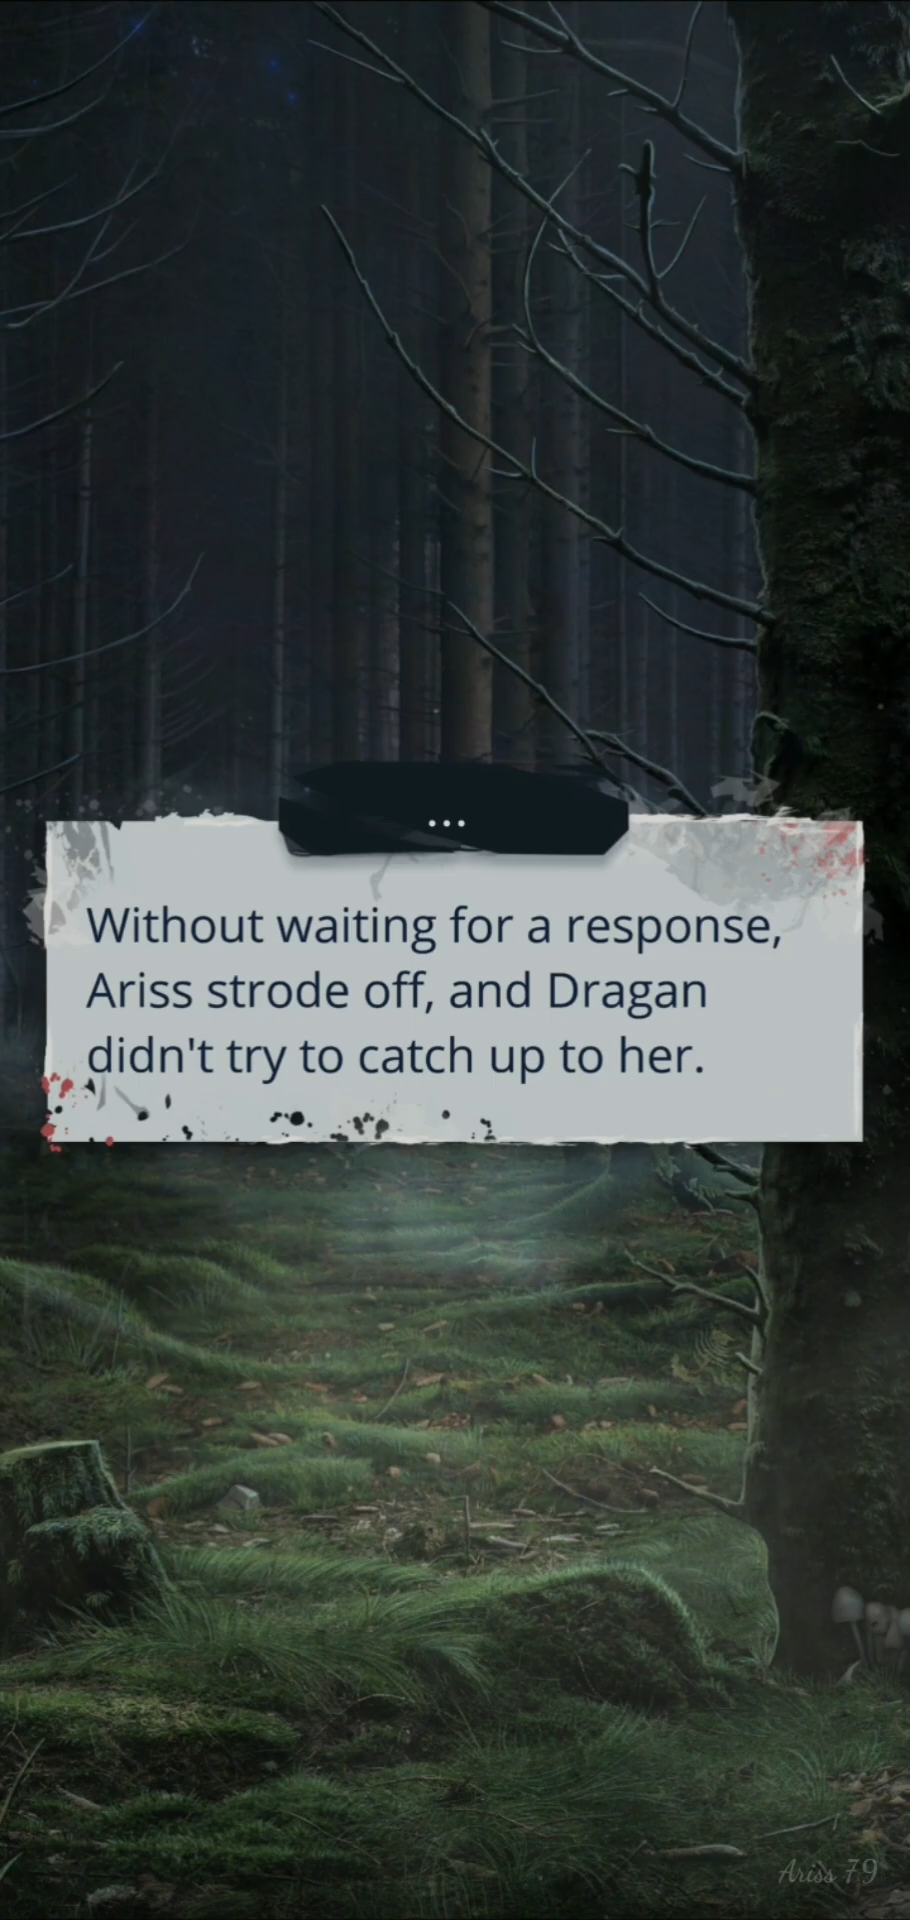 ...
Without waiting for a response,
Ariss strode off, and Dragan
didn't try to catch up to her.
Ariss 79